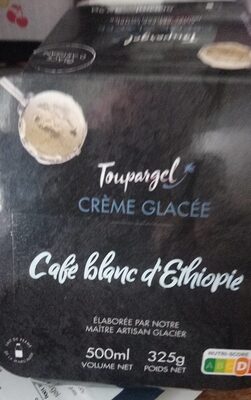 Toupargel
CRÈME GLACÉE
Café blanc d'Ethiopie
ÉLABORÉE PAR NOTRE
MAÎTRE ARTISAN GLACIER
500ml 325g
VOLUME NET POIDS NET
NUTRI-SCORE